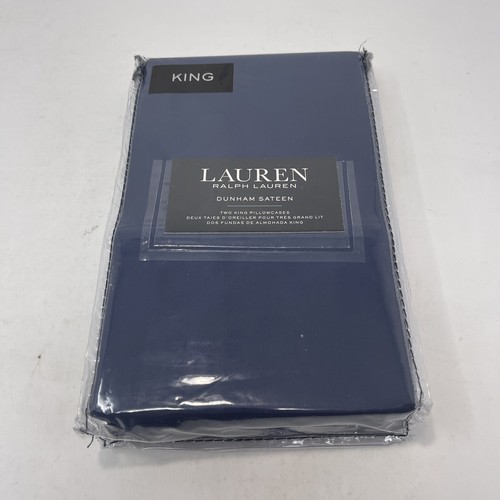 KING
LAUREN
RALPH LAUREN
DUNHAM SATEEN
TWO KING PILLOWCASES
DEUX TAIES D'OREILLER POUR TRES GRAND LIT
DOS FUNDAS DE ALMOHADA KING